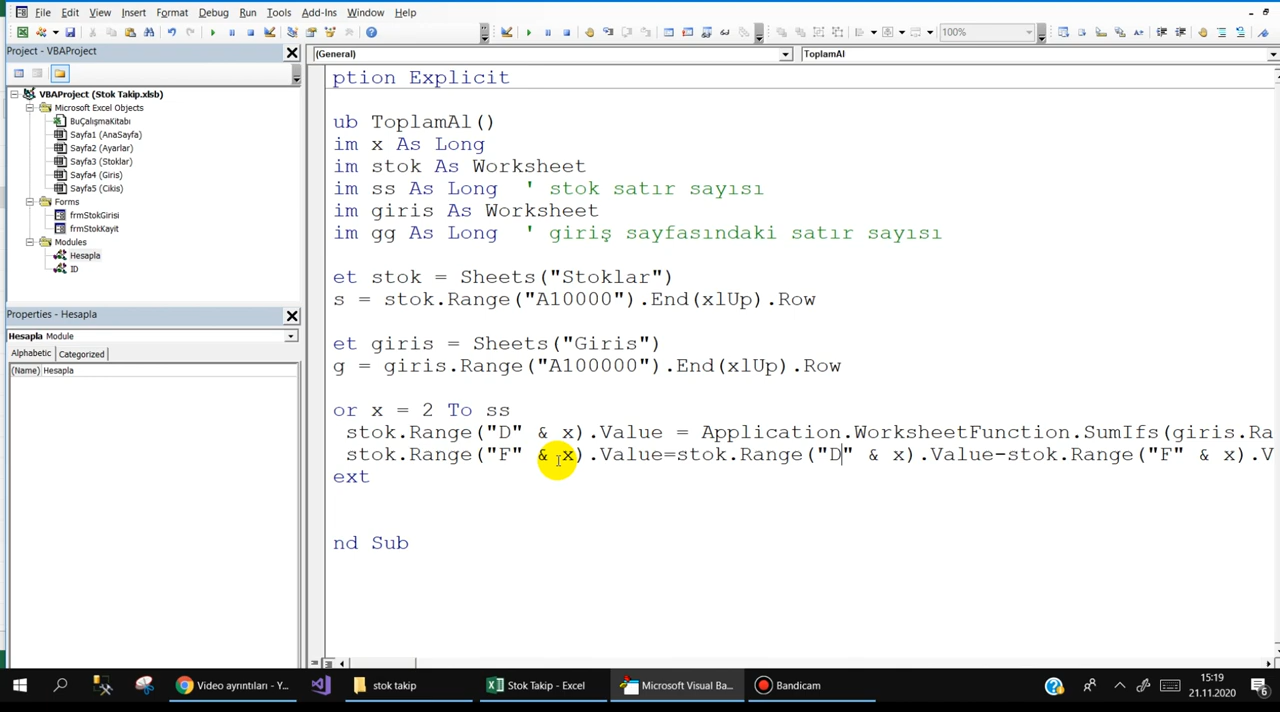 File Edit View Insert Format Debug Run Tools Add-Ins Window Help
100%
Project - VBAProject
(General) ToplamAl
VBAProject (Stok Takip.xlsb)
Microsoft Excel Objects
BuÇalışmaKitabı
Sayfa1 (AnaSayfa)
Sayfa2 (Ayarlar)
Sayfa3 (Stoklar)
Sayfa4 (Giris)
Sayfa5 (Cikis)
Forms
frmStokGirisi
frmStokKayit
Modules
Hesapla
ID
Properties - Hesapla
Hesapla Module
Alphabetic Categorized
(Name) Hesapla
ption Explicit
ub ToplamAl()
im x As Long
im stok As Worksheet
im ss As Long ' stok satır sayısı
im giris As Worksheet
im gg As Long ' giriş sayfasındaki satır sayısı
et stok = Sheets("Stoklar")
s = stok.Range("A10000").End(xlUp).Row
et giris = Sheets("Giris")
g = giris.Range("A100000").End(xlUp).Row
or x = 2 To ss
stok.Range("D" & x).Value = Application.WorksheetFunction.SumIfs(giris.Ra
stok.Range("F" & x).Value=stok.Range("D" & x).Value-stok.Range("F" & x).V
ext
nd Sub
Video ayrıntıları - Y... stok takip Stok Takip - Excel Microsoft Visual Ba... Bandicam
15:19
21.11.2020
6